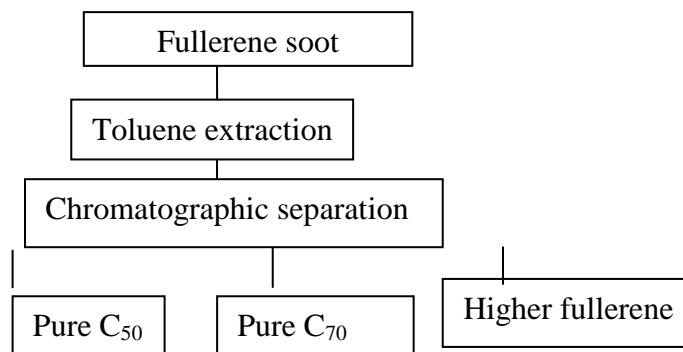 Fullerene soot
Toluene extraction
Chromatographic separation
Higher fullerene
Pure C₅₀
Pure C₇₀